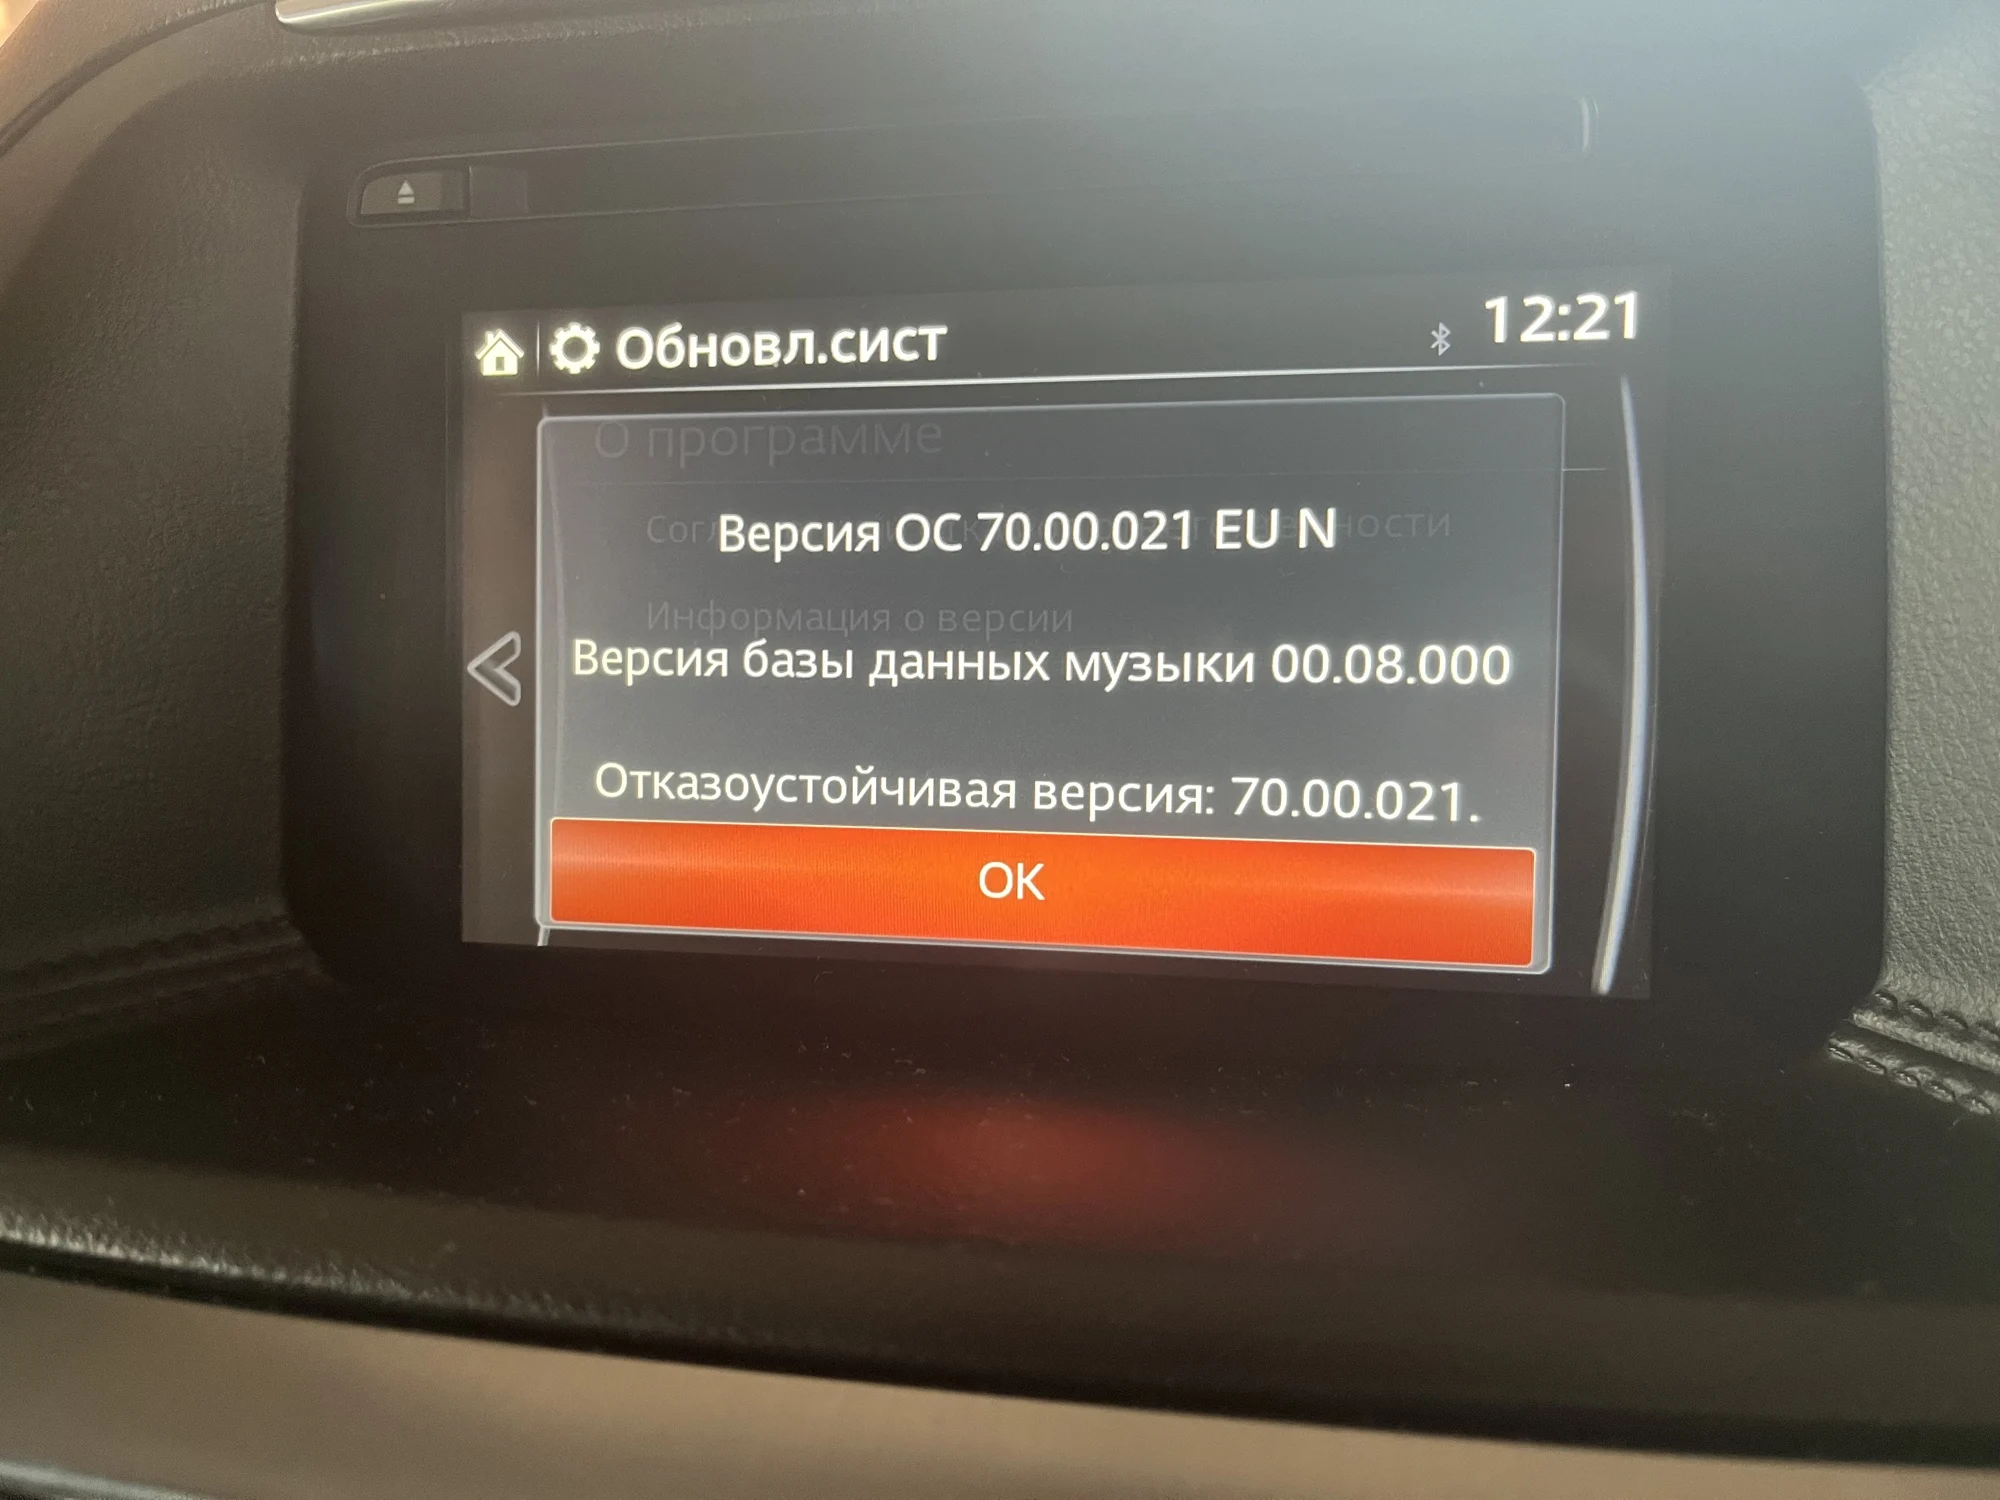 Обновл.сист
12:21
О программе
Версия ОС 70.00.021 EU N
Информация о версии
Версия базы данных музыки 00.08.000
Отказоустойчивая версия: 70.00.021.
OK